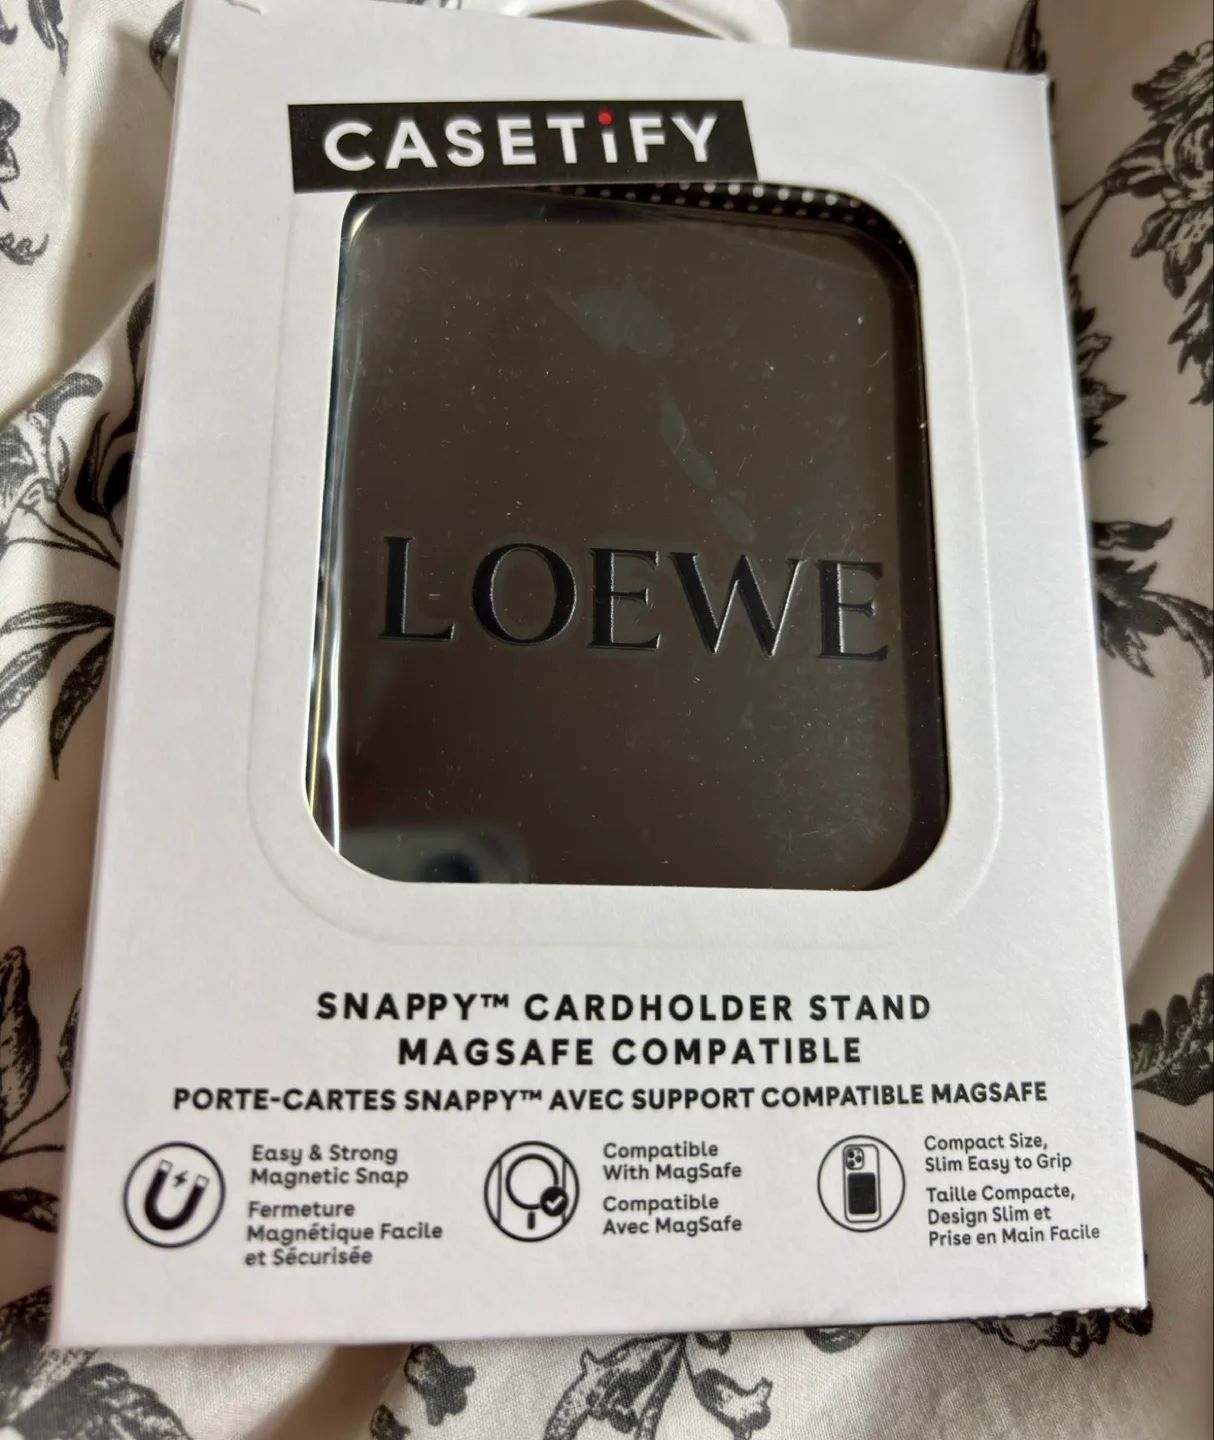 CASETiFY
LOEWE
SNAPPY™ CARDHOLDER STAND
MAGSAFE COMPATIBLE
PORTE-CARTES SNAPPY™ AVEC SUPPORT COMPATIBLE MAGSAFE
Easy & Strong
Magnetic Snap
Fermeture
Magnétique Facile
et Sécurisée
Compatible
With MagSafe
Compatible
Avec MagSafe
Compact Size,
Slim Easy to Grip
Taille Compacte,
Design Slim et
Prise en Main Facile